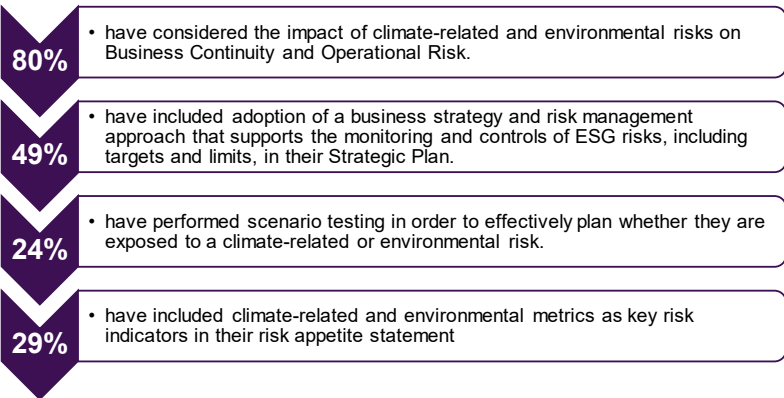 80%
• have considered the impact of climate-related and environmental risks on
Business Continuity and Operational Risk.
49%
• have included adoption of a business strategy and risk management
approach that supports the monitoring and controls of ESG risks, including
targets and limits, in their Strategic Plan.
24%
• have performed scenario testing in order to effectively plan whether they are
exposed to a climate-related or environmental risk.
29%
• have included climate-related and environmental metrics as key risk
indicators in their risk appetite statement